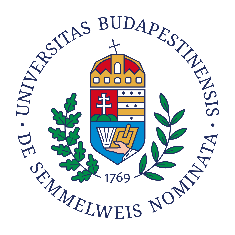 UNIVERSITAS BUDAPESTINENSIS
· DE SEMMELWEIS NOMINATA ·
1769